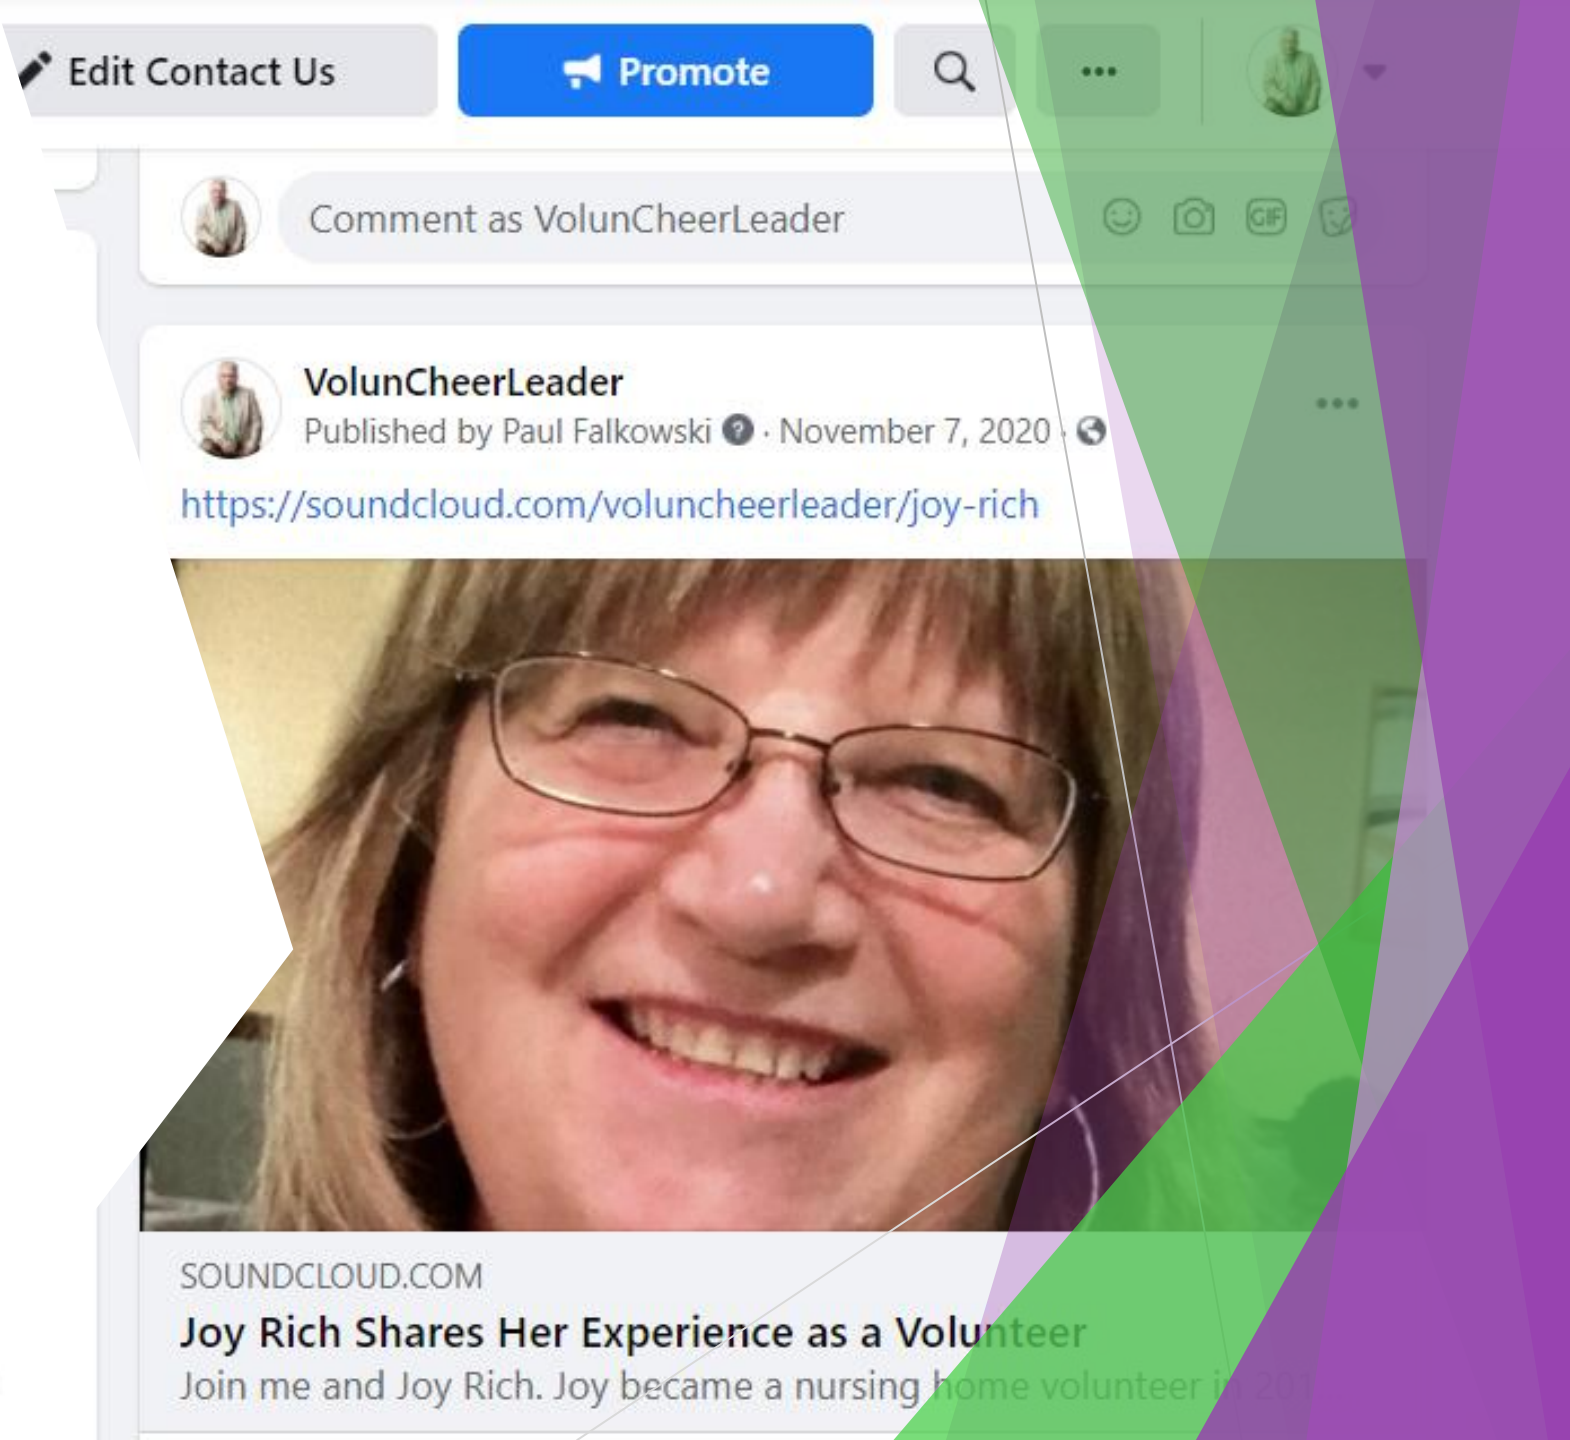 Edit Contact Us
Promote
Comment as VolunCheerLeader
GIF
VolunCheerLeader
Published by Paul Falkowski · November 7, 2020 ·
https://soundcloud.com/voluncheerleader/joy-rich
SOUNDCLOUD.COM
Joy Rich Shares Her Experience as a Volunteer
Join me and Joy Rich. Joy became a nursing home volunteer in